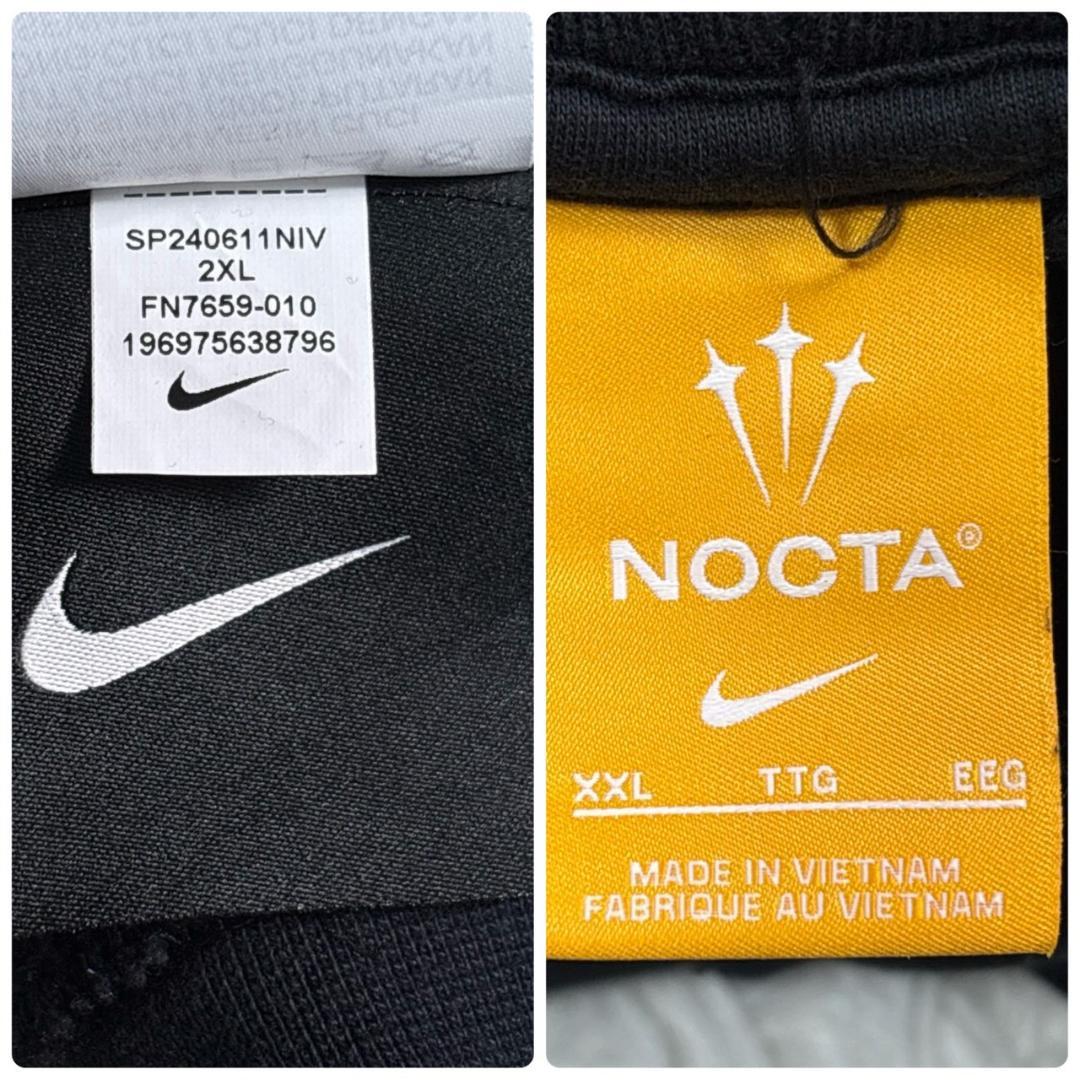 SP240611NIV
2XL
FN7659-010
196975638796
NOCTA®
XXL TTG EEG
MADE IN VIETNAM
FABRIQUE AU VIETNAM